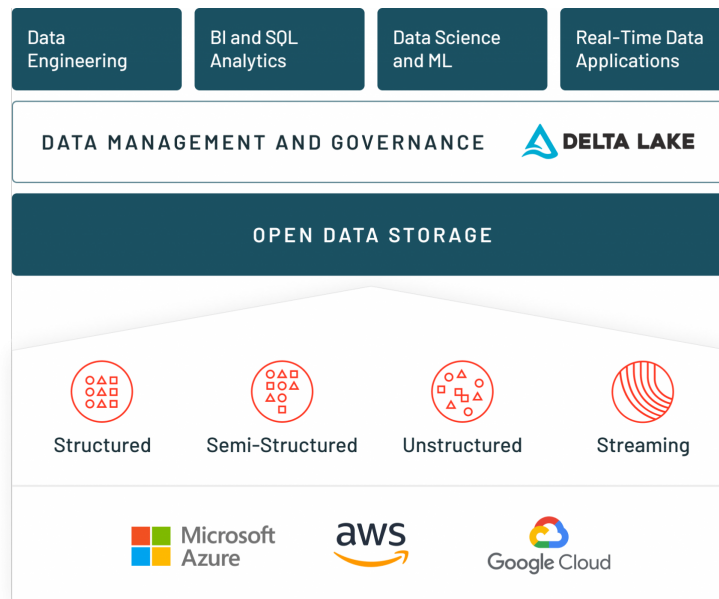 Data
Engineering
BI and SQL
Analytics
Data Science
and ML
Real-Time Data
Applications
DATA MANAGEMENT AND GOVERNANCE
DELTA LAKE
OPEN DATA STORAGE
Structured
Semi-Structured
Unstructured
Streaming
Microsoft
Azure
aws
Google Cloud